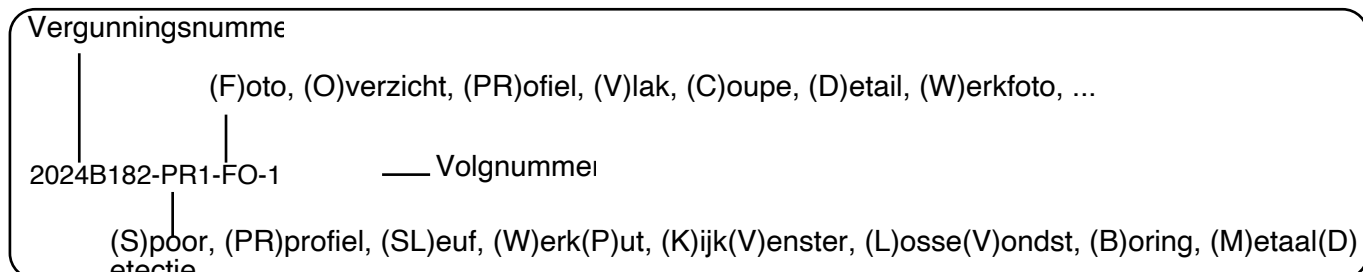 Vergunningsnumme
(F)oto, (O)verzicht, (PR)ofiel, (V)lak, (C)oupe, (D)etail, (W)erkfoto, ...
2024B182-PR1-FO-1
Volgnummer
(S)poor, (PR)profiel, (SL)euf, (W)erk(P)ut, (K)ijk(V)enster, (L)osse(V)ondst, (B)oring, (M)etaal(D)
etectie